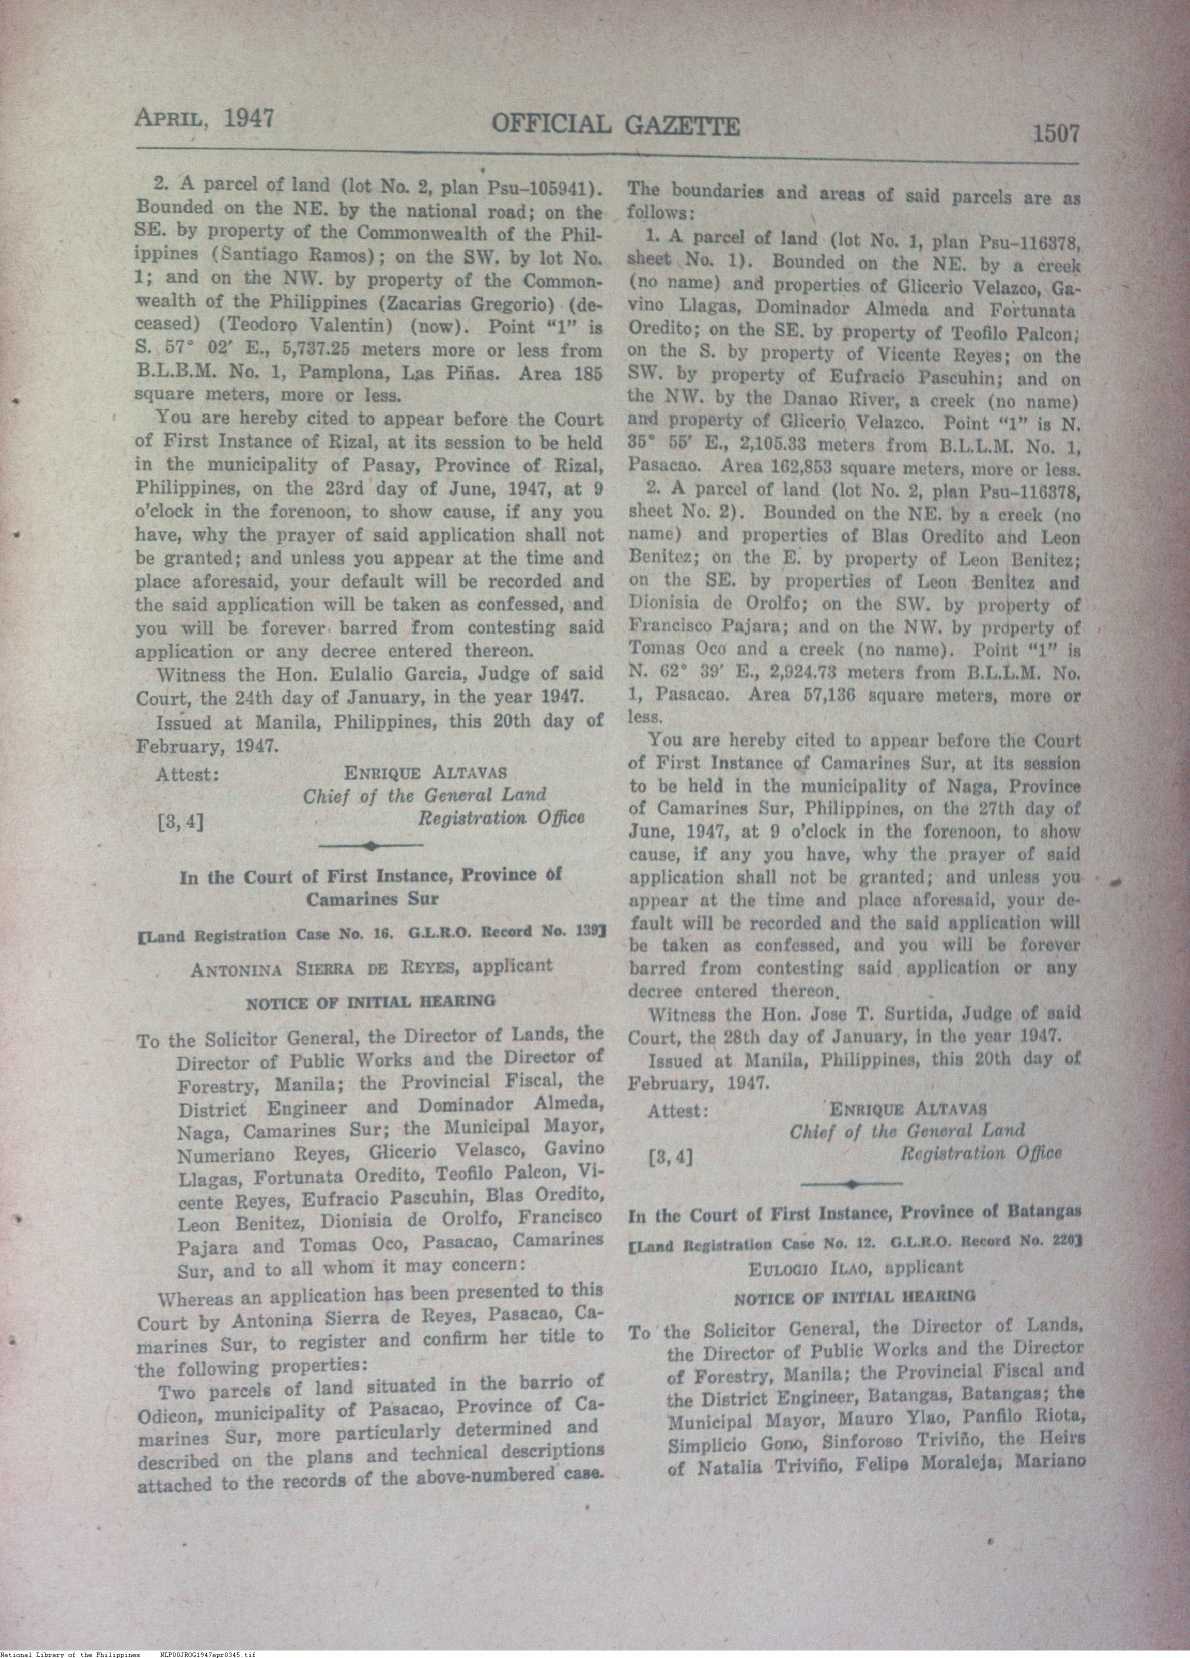 APRIL, 1947
OFFICIAL GAZETTE
1507
2. A parcel of land (lot No. 2, plan Psu-105941).
Bounded on the NE. by the national road; on the
SE. by property of the Commonwealth of the Phil-
ippines (Santiago Ramos); on the SW. by lot No.
1; and on the NW. by property of the Common-
wealth of the Philippines (Zacarias Gregorio) (de-
ceased) (Teodoro Valentin) (now). Point "1" is
S. 57° 02′ E., 5,737.25 meters more or less from
B.L.B.M. No. 1, Pamplona, Las Piñas. Area 185
square meters, more or less.
You are hereby cited to appear before the Court
of First Instance of Rizal, at its session to be held
in the municipality of Pasay, Province of Rizal,
Philippines, on the 23rd day of June, 1947, at 9
o'clock in the forenoon, to show cause, if any you
have, why the prayer of said application shall not
be granted; and unless you appear at the time and
place aforesaid, your default will be recorded and
the said application will be taken as confessed, and
you will be forever barred from contesting said
application or any decree entered thereon.
Witness the Hon. Eulalio Garcia, Judge of said
Court, the 24th day of January, in the year 1947.
Issued at Manila, Philippines, this 20th day of
February, 1947.
Attest: ENRIQUE ALTAVAS
Chief of the General Land
[3, 4] Registration Office
In the Court of First Instance, Province of
Camarines Sur
[Land Registration Case No. 16. G.L.R.O. Record No. 139]
ANTONINA SIERRA DE REYES, applicant
NOTICE OF INITIAL HEARING
To the Solicitor General, the Director of Lands, the
Director of Public Works and the Director of
Forestry, Manila; the Provincial Fiscal, the
District Engineer and Dominador Almeda,
Naga, Camarines Sur; the Municipal Mayor,
Numeriano Reyes, Glicerio Velasco, Gavino
Llagas, Fortunata Oredito, Teofilo Palcon, Vi-
cente Reyes, Eufracio Pascuhin, Blas Oredito,
Leon Benitez, Dionisia de Orolfo, Francisco
Pajara and Tomas Oco, Pasacao, Camarines
Sur, and to all whom it may concern:
Whereas an application has been presented to this
Court by Antonina Sierra de Reyes, Pasacao, Ca-
marines Sur, to register and confirm her title to
the following properties:
Two parcels of land situated in the barrio of
Odicon, municipality of Pasacao, Province of Ca-
marines Sur, more particularly determined and
described on the plans and technical descriptions
attached to the records of the above-numbered case.
The boundaries and areas of said parcels are as
follows:
1. A parcel of land (lot No. 1, plan Psu-116378,
sheet No. 1). Bounded on the NE. by a creek
(no name) and properties of Glicerio Velazco, Ga-
vino Llagas, Dominador Almeda and Fortunata
Oredito; on the SE. by property of Teofilo Palcon;
on the S. by property of Vicente Reyes; on the
SW. by property of Eufracio Pascuhin; and on
the NW. by the Danao River, a creek (no name)
and property of Glicerio Velazco. Point "1" is N.
35° 55′ E., 2,105.33 meters from B.L.L.M. No. 1,
Pasacao. Area 162,853 square meters, more or less.
2. A parcel of land (lot No. 2, plan Psu-116378,
sheet No. 2). Bounded on the NE. by a creek (no
name) and properties of Blas Oredito and Leon
Benitez; on the E. by property of Leon Benitez;
on the SE. by properties of Leon Benitez and
Dionisia de Orolfo; on the SW. by property of
Francisco Pajara; and on the NW. by property of
Tomas Oco and a creek (no name). Point "1" is
N. 62° 39′ E., 2,924.73 meters from B.L.L.M. No.
1, Pasacao. Area 57,136 square meters, more or
less.
You are hereby cited to appear before the Court
of First Instance of Camarines Sur, at its session
to be held in the municipality of Naga, Province
of Camarines Sur, Philippines, on the 27th day of
June, 1947, at 9 o'clock in the forenoon, to show
cause, if any you have, why the prayer of said
application shall not be granted; and unless you
appear at the time and place aforesaid, your de-
fault will be recorded and the said application will
be taken as confessed, and you will be forever
barred from contesting said application or any
decree entered thereon.
Witness the Hon. Jose T. Surtida, Judge of said
Court, the 28th day of January, in the year 1947.
Issued at Manila, Philippines, this 20th day of
February, 1947.
Attest: ENRIQUE ALTAVAS
Chief of the General Land
[3, 4] Registration Office
In the Court of First Instance, Province of Batangas
[Land Registration Case No. 12. G.L.R.O. Record No. 220]
EULOGIO ILAO, applicant
NOTICE OF INITIAL HEARING
To the Solicitor General, the Director of Lands,
the Director of Public Works and the Director
of Forestry, Manila; the Provincial Fiscal and
the District Engineer, Batangas, Batangas; the
Municipal Mayor, Mauro Ylao, Panfilo Riota,
Simplicio Gono, Sinforoso Triviño, the Heirs
of Natalia Triviño, Felipe Moraleja, Mariano
National Library of the Philippines NLP00JROG1947apr0345.tif